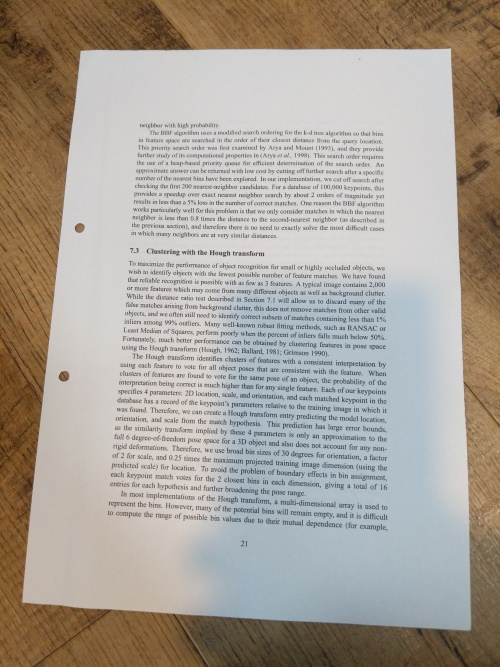 neighbor with high probability.
The BBF algorithm uses a modified search ordering for the k-d tree algorithm so that bins
in feature space are searched in the order of their closest distance from the query location.
This priority search order was first examined by Arya and Mount (1993), and they provide
further study of its computational properties in (Arya et al., 1998). This search order requires
the use of a heap-based priority queue for efficient determination of the search order. An
approximate answer can be returned with low cost by cutting off further search after a specific
number of the nearest bins have been explored. In our implementation, we cut off search after
checking the first 200 nearest-neighbor candidates. For a database of 100,000 keypoints, this
provides a speedup over exact nearest neighbor search by about 2 orders of magnitude yet
results in less than a 5% loss in the number of correct matches. One reason the BBF algorithm
works particularly well for this problem is that we only consider matches in which the nearest
neighbor is less than 0.8 times the distance to the second-nearest neighbor (as described in
the previous section), and therefore there is no need to exactly solve the most difficult cases
in which many neighbors are at very similar distances.
7.3 Clustering with the Hough transform
To maximize the performance of object recognition for small or highly occluded objects, we
wish to identify objects with the fewest possible number of feature matches. We have found
that reliable recognition is possible with as few as 3 features. A typical image contains 2,000
or more features which may come from many different objects as well as background clutter.
While the distance ratio test described in Section 7.1 will allow us to discard many of the
false matches arising from background clutter, this does not remove matches from other valid
objects, and we often still need to identify correct subsets of matches containing less than 1%
inliers among 99% outliers. Many well-known robust fitting methods, such as RANSAC or
Least Median of Squares, perform poorly when the percent of inliers falls much below 50%.
Fortunately, much better performance can be obtained by clustering features in pose space
using the Hough transform (Hough, 1962; Ballard, 1981; Grimson 1990).
The Hough transform identifies clusters of features with a consistent interpretation by
using each feature to vote for all object poses that are consistent with the feature. When
clusters of features are found to vote for the same pose of an object, the probability of the
interpretation being correct is much higher than for any single feature. Each of our keypoints
specifies 4 parameters: 2D location, scale, and orientation, and each matched keypoint in the
database has a record of the keypoint's parameters relative to the training image in which it
was found. Therefore, we can create a Hough transform entry predicting the model location,
orientation, and scale from the match hypothesis. This prediction has large error bounds,
as the similarity transform implied by these 4 parameters is only an approximation to the
full 6 degree-of-freedom pose space for a 3D object and also does not account for any non-
rigid deformations. Therefore, we use broad bin sizes of 30 degrees for orientation, a factor
of 2 for scale, and 0.25 times the maximum projected training image dimension (using the
predicted scale) for location. To avoid the problem of boundary effects in bin assignment,
each keypoint match votes for the 2 closest bins in each dimension, giving a total of 16
entries for each hypothesis and further broadening the pose range.
In most implementations of the Hough transform, a multi-dimensional array is used to
represent the bins. However, many of the potential bins will remain empty, and it is difficult
to compute the range of possible bin values due to their mutual dependence (for example,
21